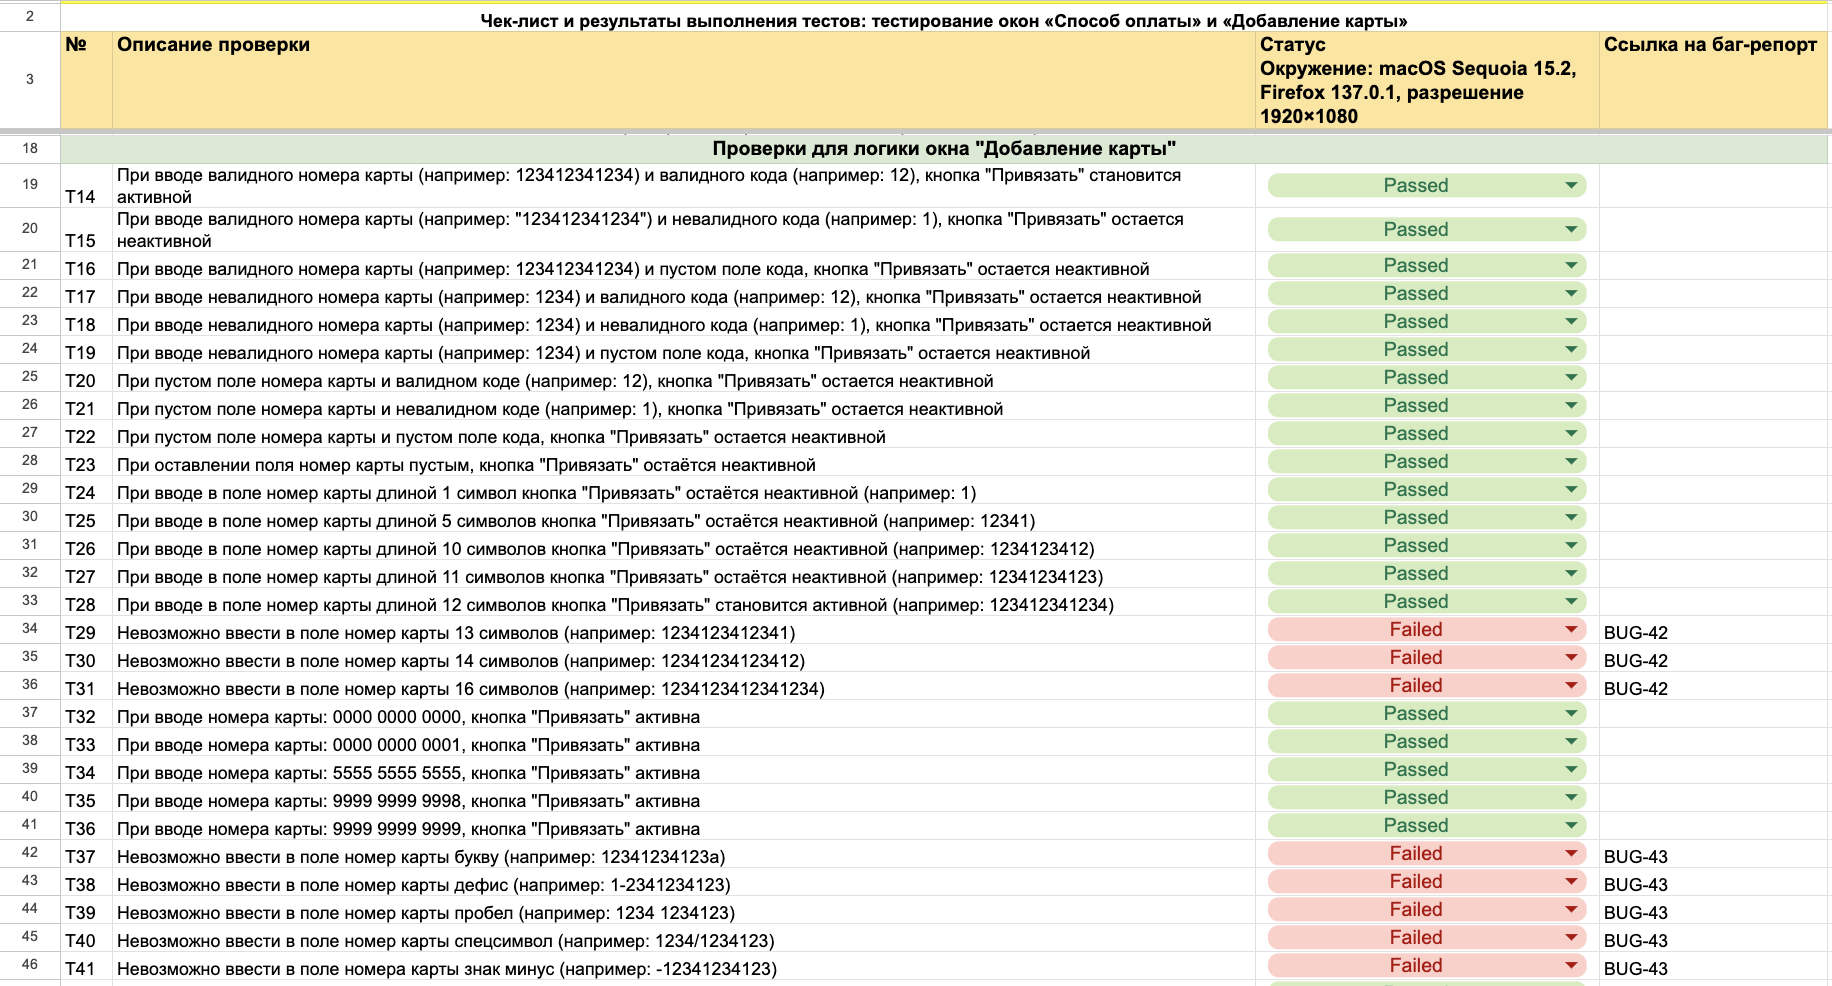 2
Чек-лист и результаты выполнения тестов: тестирование окон «Способ оплаты» и «Добавление карты»
3
№ Описание проверки Статус Ссылка на баг-репорт
Окружение: macOS Sequoia 15.2,
Firefox 137.0.1, разрешение
1920×1080
18 Проверки для логики окна "Добавление карты"
19 T14 При вводе валидного номера карты (например: 123412341234) и валидного кода (например: 12), кнопка "Привязать" становится
активной Passed
20 T15 При вводе валидного номера карты (например: "123412341234") и невалидного кода (например: 1), кнопка "Привязать" остается
неактивной Passed
21 T16 При вводе валидного номера карты (например: 123412341234) и пустом поле кода, кнопка "Привязать" остается неактивной Passed
22 T17 При вводе невалидного номера карты (например: 1234) и валидного кода (например: 12), кнопка "Привязать" остается неактивной Passed
23 T18 При вводе невалидного номера карты (например: 1234) и невалидного кода (например: 1), кнопка "Привязать" остается неактивной Passed
24 T19 При вводе невалидного номера карты (например: 1234) и пустом поле кода, кнопка "Привязать" остается неактивной Passed
25 T20 При пустом поле номера карты и валидном коде (например: 12), кнопка "Привязать" остается неактивной Passed
26 T21 При пустом поле номера карты и невалидном коде (например: 1), кнопка "Привязать" остается неактивной Passed
27 T22 При пустом поле номера карты и пустом поле кода, кнопка "Привязать" остается неактивной Passed
28 T23 При оставлении поля номер карты пустым, кнопка "Привязать" остаётся неактивной Passed
29 T24 При вводе в поле номер карты длиной 1 символ кнопка "Привязать" остаётся неактивной (например: 1) Passed
30 T25 При вводе в поле номер карты длиной 5 символов кнопка "Привязать" остаётся неактивной (например: 12341) Passed
31 T26 При вводе в поле номер карты длиной 10 символов кнопка "Привязать" остаётся неактивной (например: 1234123412) Passed
32 T27 При вводе в поле номер карты длиной 11 символов кнопка "Привязать" остаётся неактивной (например: 12341234123) Passed
33 T28 При вводе в поле номер карты длиной 12 символов кнопка "Привязать" становится активной (например: 123412341234) Passed
34 T29 Невозможно ввести в поле номер карты 13 символов (например: 1234123412341) Failed BUG-42
35 T30 Невозможно ввести в поле номер карты 14 символов (например: 12341234123412) Failed BUG-42
36 T31 Невозможно ввести в поле номер карты 16 символов (например: 1234123412341234) Failed BUG-42
37 T32 При вводе номера карты: 0000 0000 0000, кнопка "Привязать" активна Passed
38 T33 При вводе номера карты: 0000 0000 0001, кнопка "Привязать" активна Passed
39 T34 При вводе номера карты: 5555 5555 5555, кнопка "Привязать" активна Passed
40 T35 При вводе номера карты: 9999 9999 9998, кнопка "Привязать" активна Passed
41 T36 При вводе номера карты: 9999 9999 9999, кнопка "Привязать" активна Passed
42 T37 Невозможно ввести в поле номер карты букву (например: 12341234123а) Failed BUG-43
43 T38 Невозможно ввести в поле номер карты дефис (например: 1-2341234123) Failed BUG-43
44 T39 Невозможно ввести в поле номер карты пробел (например: 1234 1234123) Failed BUG-43
45 T40 Невозможно ввести в поле номер карты спецсимвол (например: 1234/1234123) Failed BUG-43
46 T41 Невозможно ввести в поле номера карты знак минус (например: -12341234123) Failed BUG-43